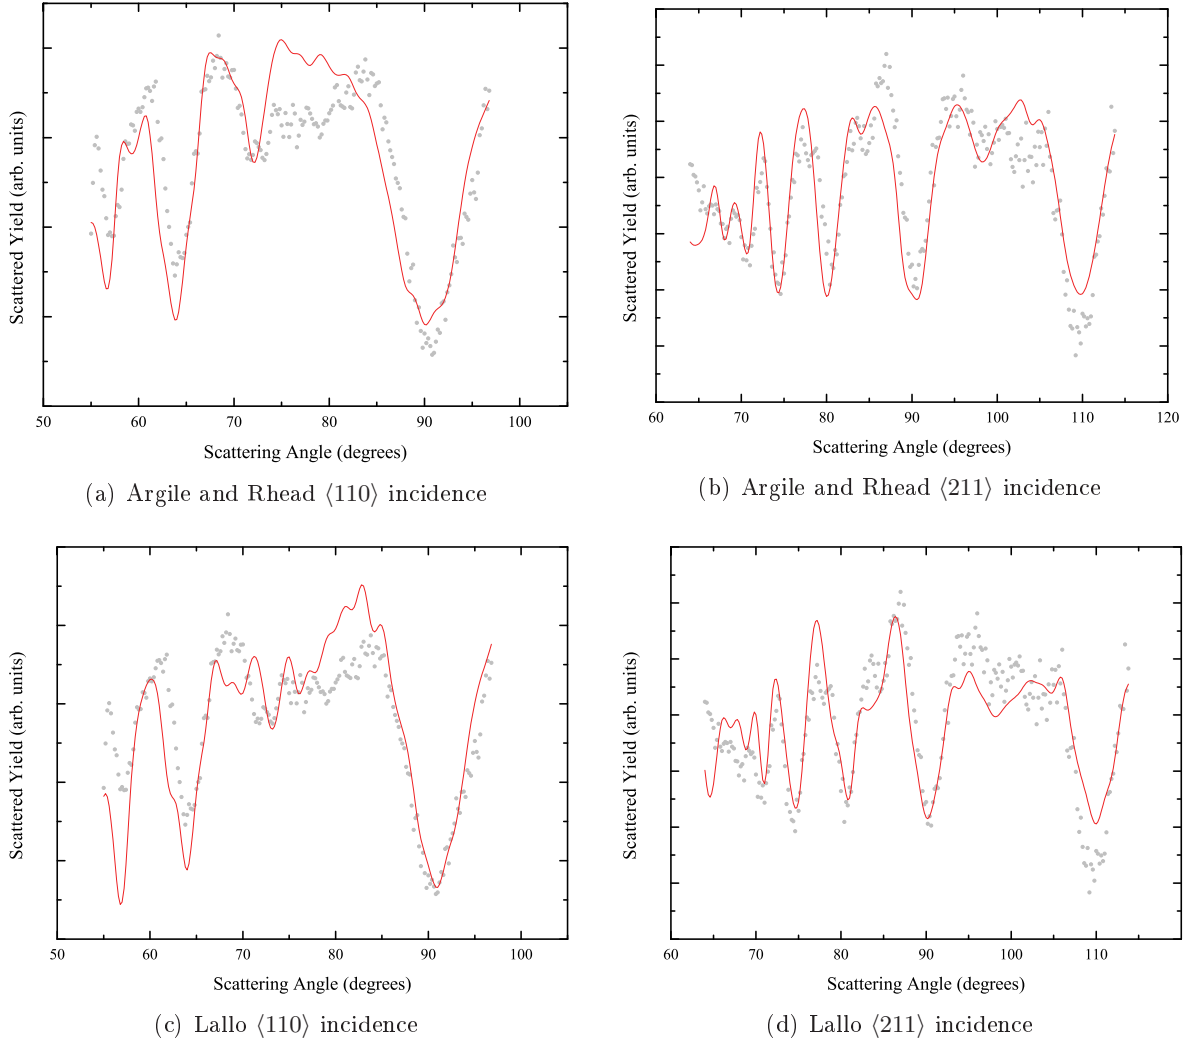 Scattered Yield (arb. units)
50 60 70 80 90 100
Scattering Angle (degrees)
(a) Argile and Rhead ⟨110⟩ incidence
Scattered Yield (arb. units)
60 70 80 90 100 110 120
Scattering Angle (degrees)
(b) Argile and Rhead ⟨211⟩ incidence
Scattered Yield (arb. units)
50 60 70 80 90 100
Scattering Angle (degrees)
(c) Lallo ⟨110⟩ incidence
Scattered Yield (arb. units)
60 70 80 90 100 110
Scattering Angle (degrees)
(d) Lallo ⟨211⟩ incidence